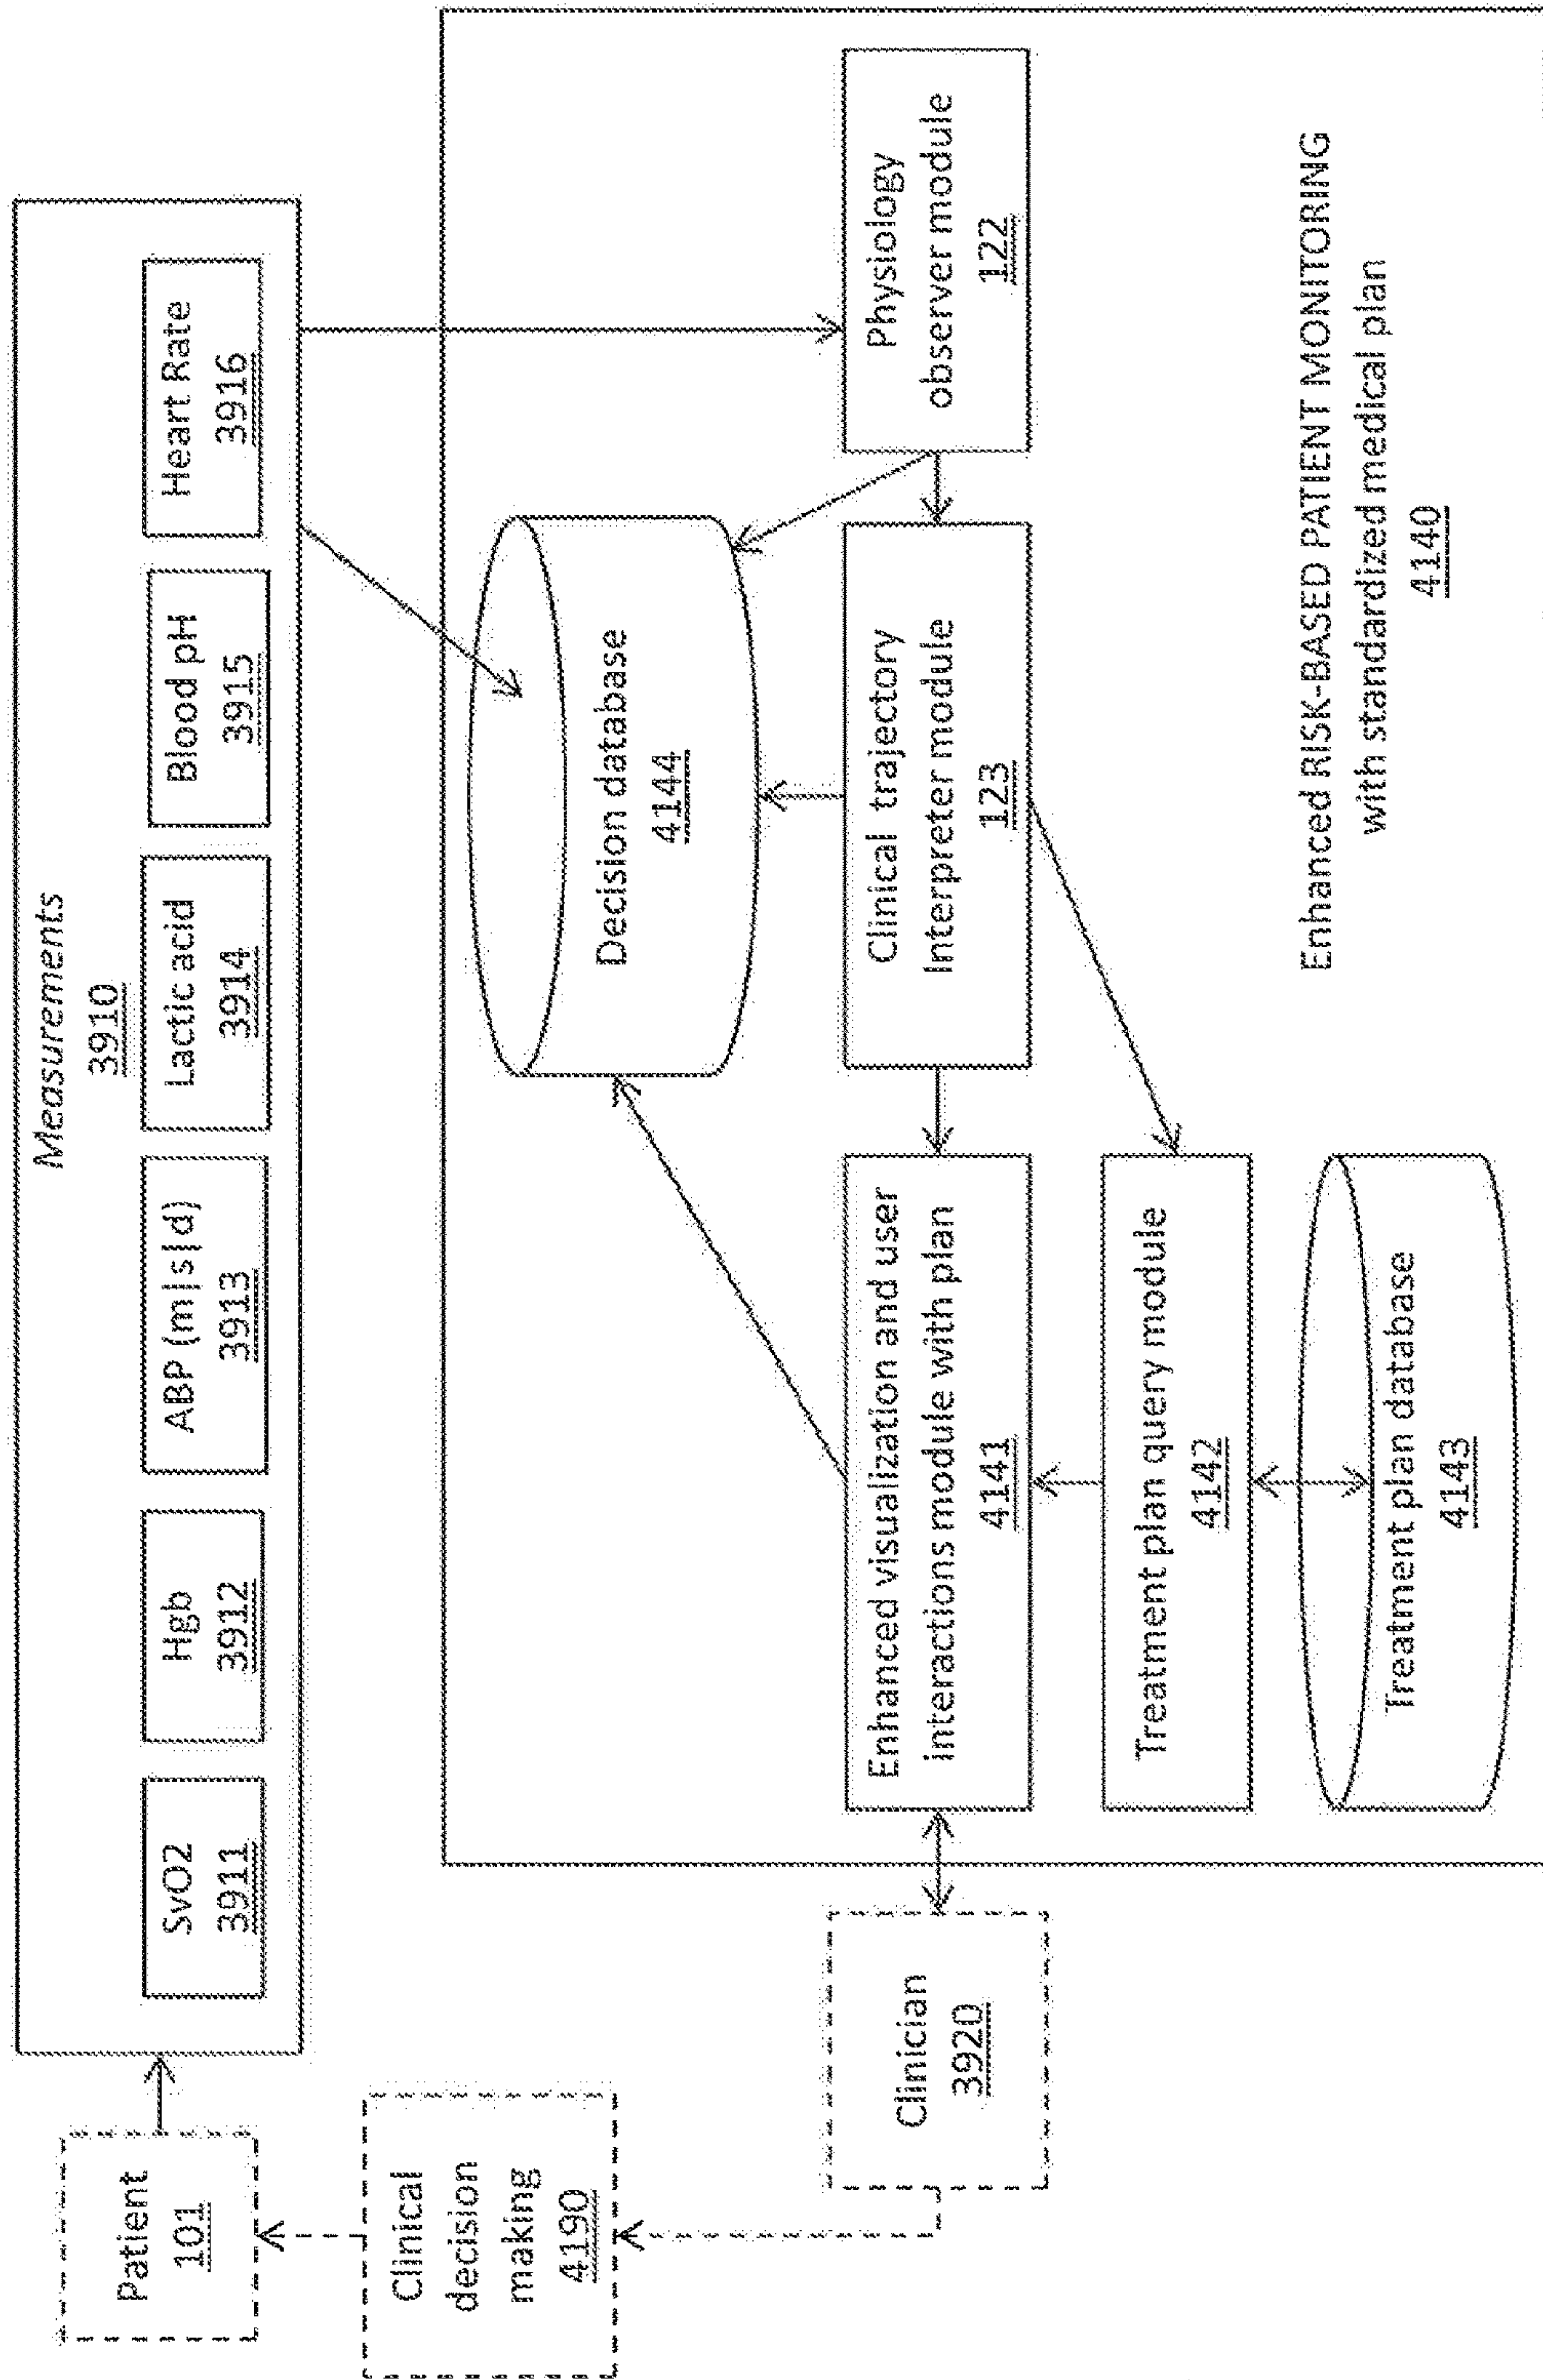 Patient
101
Measurements
3910
SvO2
3911
Hgb
3912
ABP (m|s|d)
3913
Lactic acid
3914
Blood pH
3915
Heart Rate
3916
Clinical
decision
making
4190
Clinician
3920
Decision database
4144
Enhanced visualization and user
interactions module with plan
4141
Clinical trajectory
Interpreter module
123
Physiology
observer module
122
Treatment plan query module
4142
Treatment plan database
4143
Enhanced RISK-BASED PATIENT MONITORING
with standardized medical plan
4140